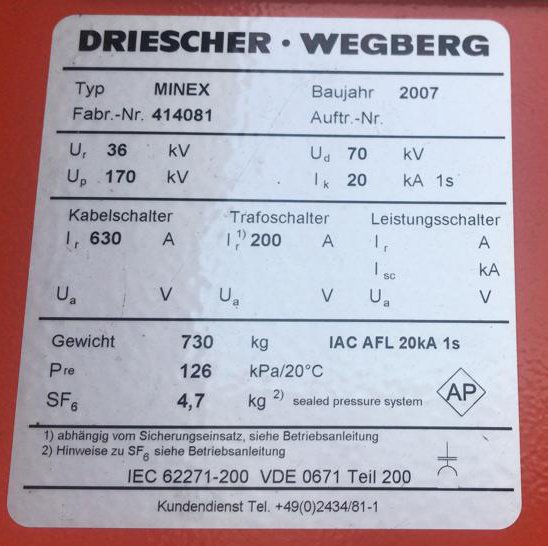 DRIESCHER · WEGBERG
Typ MINEX Baujahr 2007
Fabr.-Nr. 414081 Auftr.-Nr.
Ur 36 kV Ud 70 kV
Up 170 kV Ik 20 kA 1s
Kabelschalter Trafoschalter Leistungsschalter
Ir 630 A Ir 1) 200 A Ir A
Isc kA
Ua V Ua V Ua V
Gewicht 730 kg IAC AFL 20kA 1s
Pre 126 kPa/20°C
SF6 4,7 kg 2) sealed pressure system AP
1) abhängig vom Sicherungseinsatz, siehe Betriebsanleitung
2) Hinweise zu SF6 siehe Betriebsanleitung
IEC 62271-200 VDE 0671 Teil 200
Kundendienst Tel. +49(0)2434/81-1